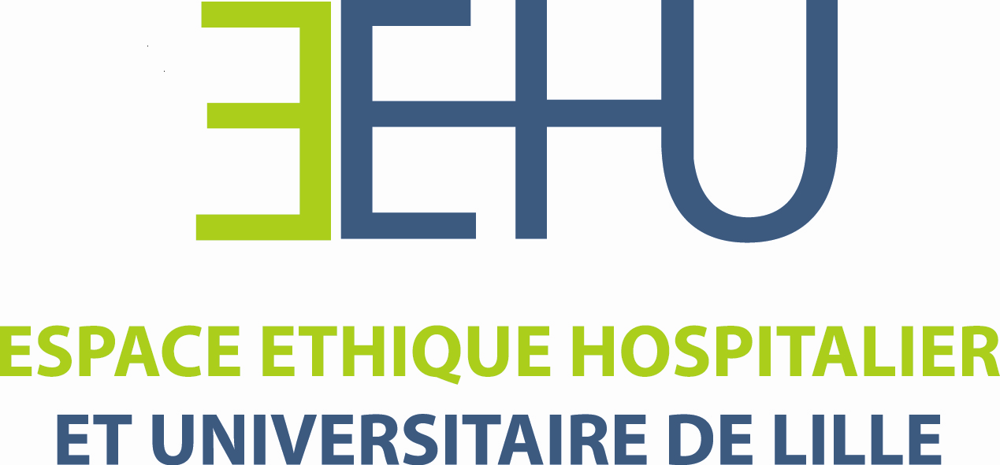 EEHU
ESPACE ETHIQUE HOSPITALIER
ET UNIVERSITAIRE DE LILLE